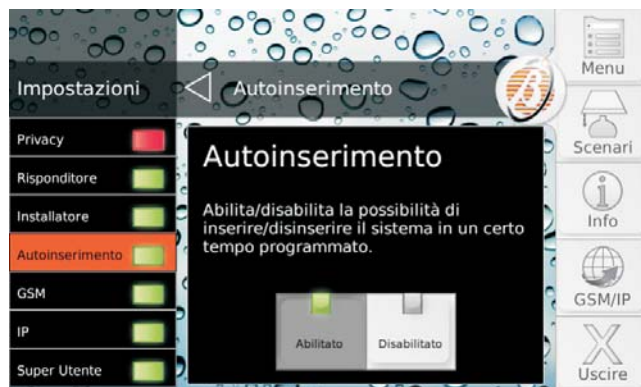 Impostazioni
Autoinserimento
Privacy
Risponditore
Installatore
Autoinserimento
GSM
IP
Super Utente
Autoinserimento
Abilita/disabilita la possibilità di
inserire/disinserire il sistema in un certo
tempo programmato.
Abilitato
Disabilitato
Menu
Scenari
Info
GSM/IP
Uscire